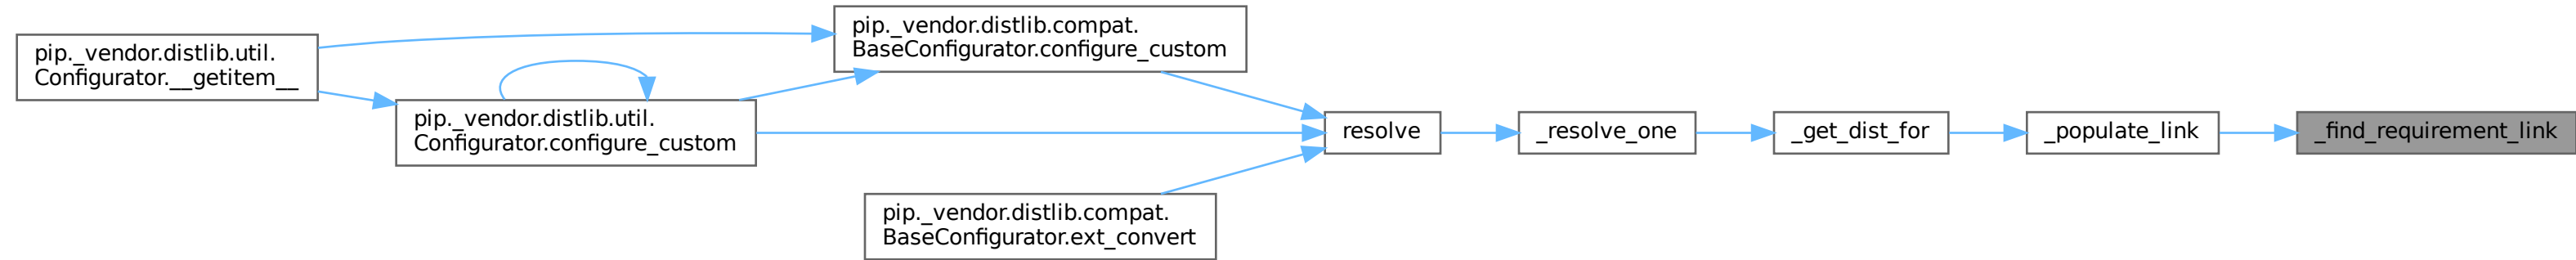 pip._vendor.distlib.util.
Configurator.__getitem__
pip._vendor.distlib.util.
Configurator.configure_custom
pip._vendor.distlib.compat.
BaseConfigurator.configure_custom
pip._vendor.distlib.compat.
BaseConfigurator.ext_convert
resolve
_resolve_one
_get_dist_for
_populate_link
_find_requirement_link